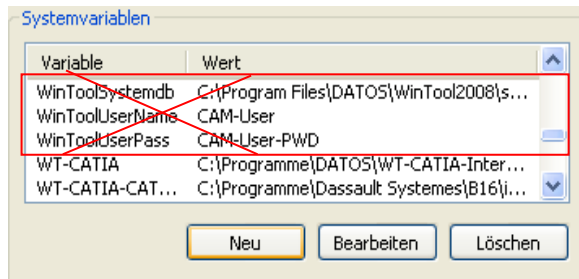 Systemvariablen
Variable Wert
WinToolSystemdb C:\Program Files\DATOS\WinTool2008\s...
WinToolUserName CAM-User
WinToolUserPass CAM-User-PWD
WT-CATIA C:\Programme\DATOS\WT-CATIA-Inter...
WT-CATIA-CAT... C:\Programme\Dassault Systemes\B16\i...
Neu Bearbeiten Löschen